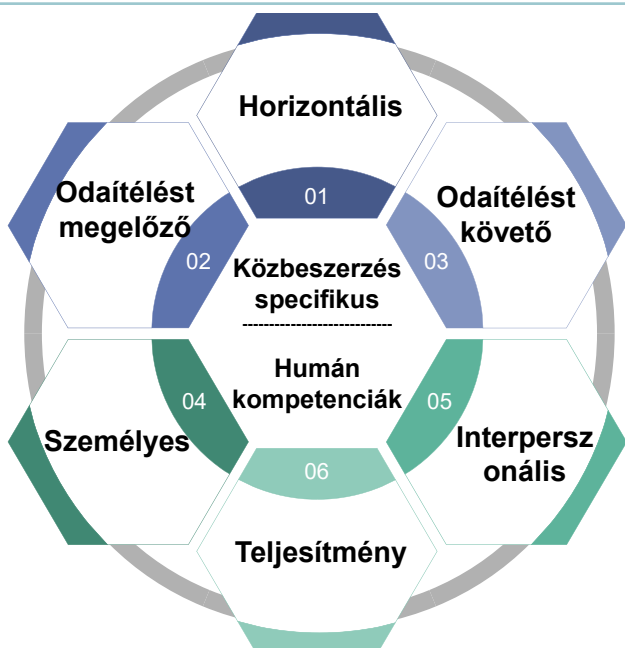 Horizontális
01
Odaítélést
megelőző
02
Odaítélést
követő
03
Közbeszerzés
specifikus
----------------------------
Humán
kompetenciák
04
Személyes
05
Interpersz
onális
06
Teljesítmény